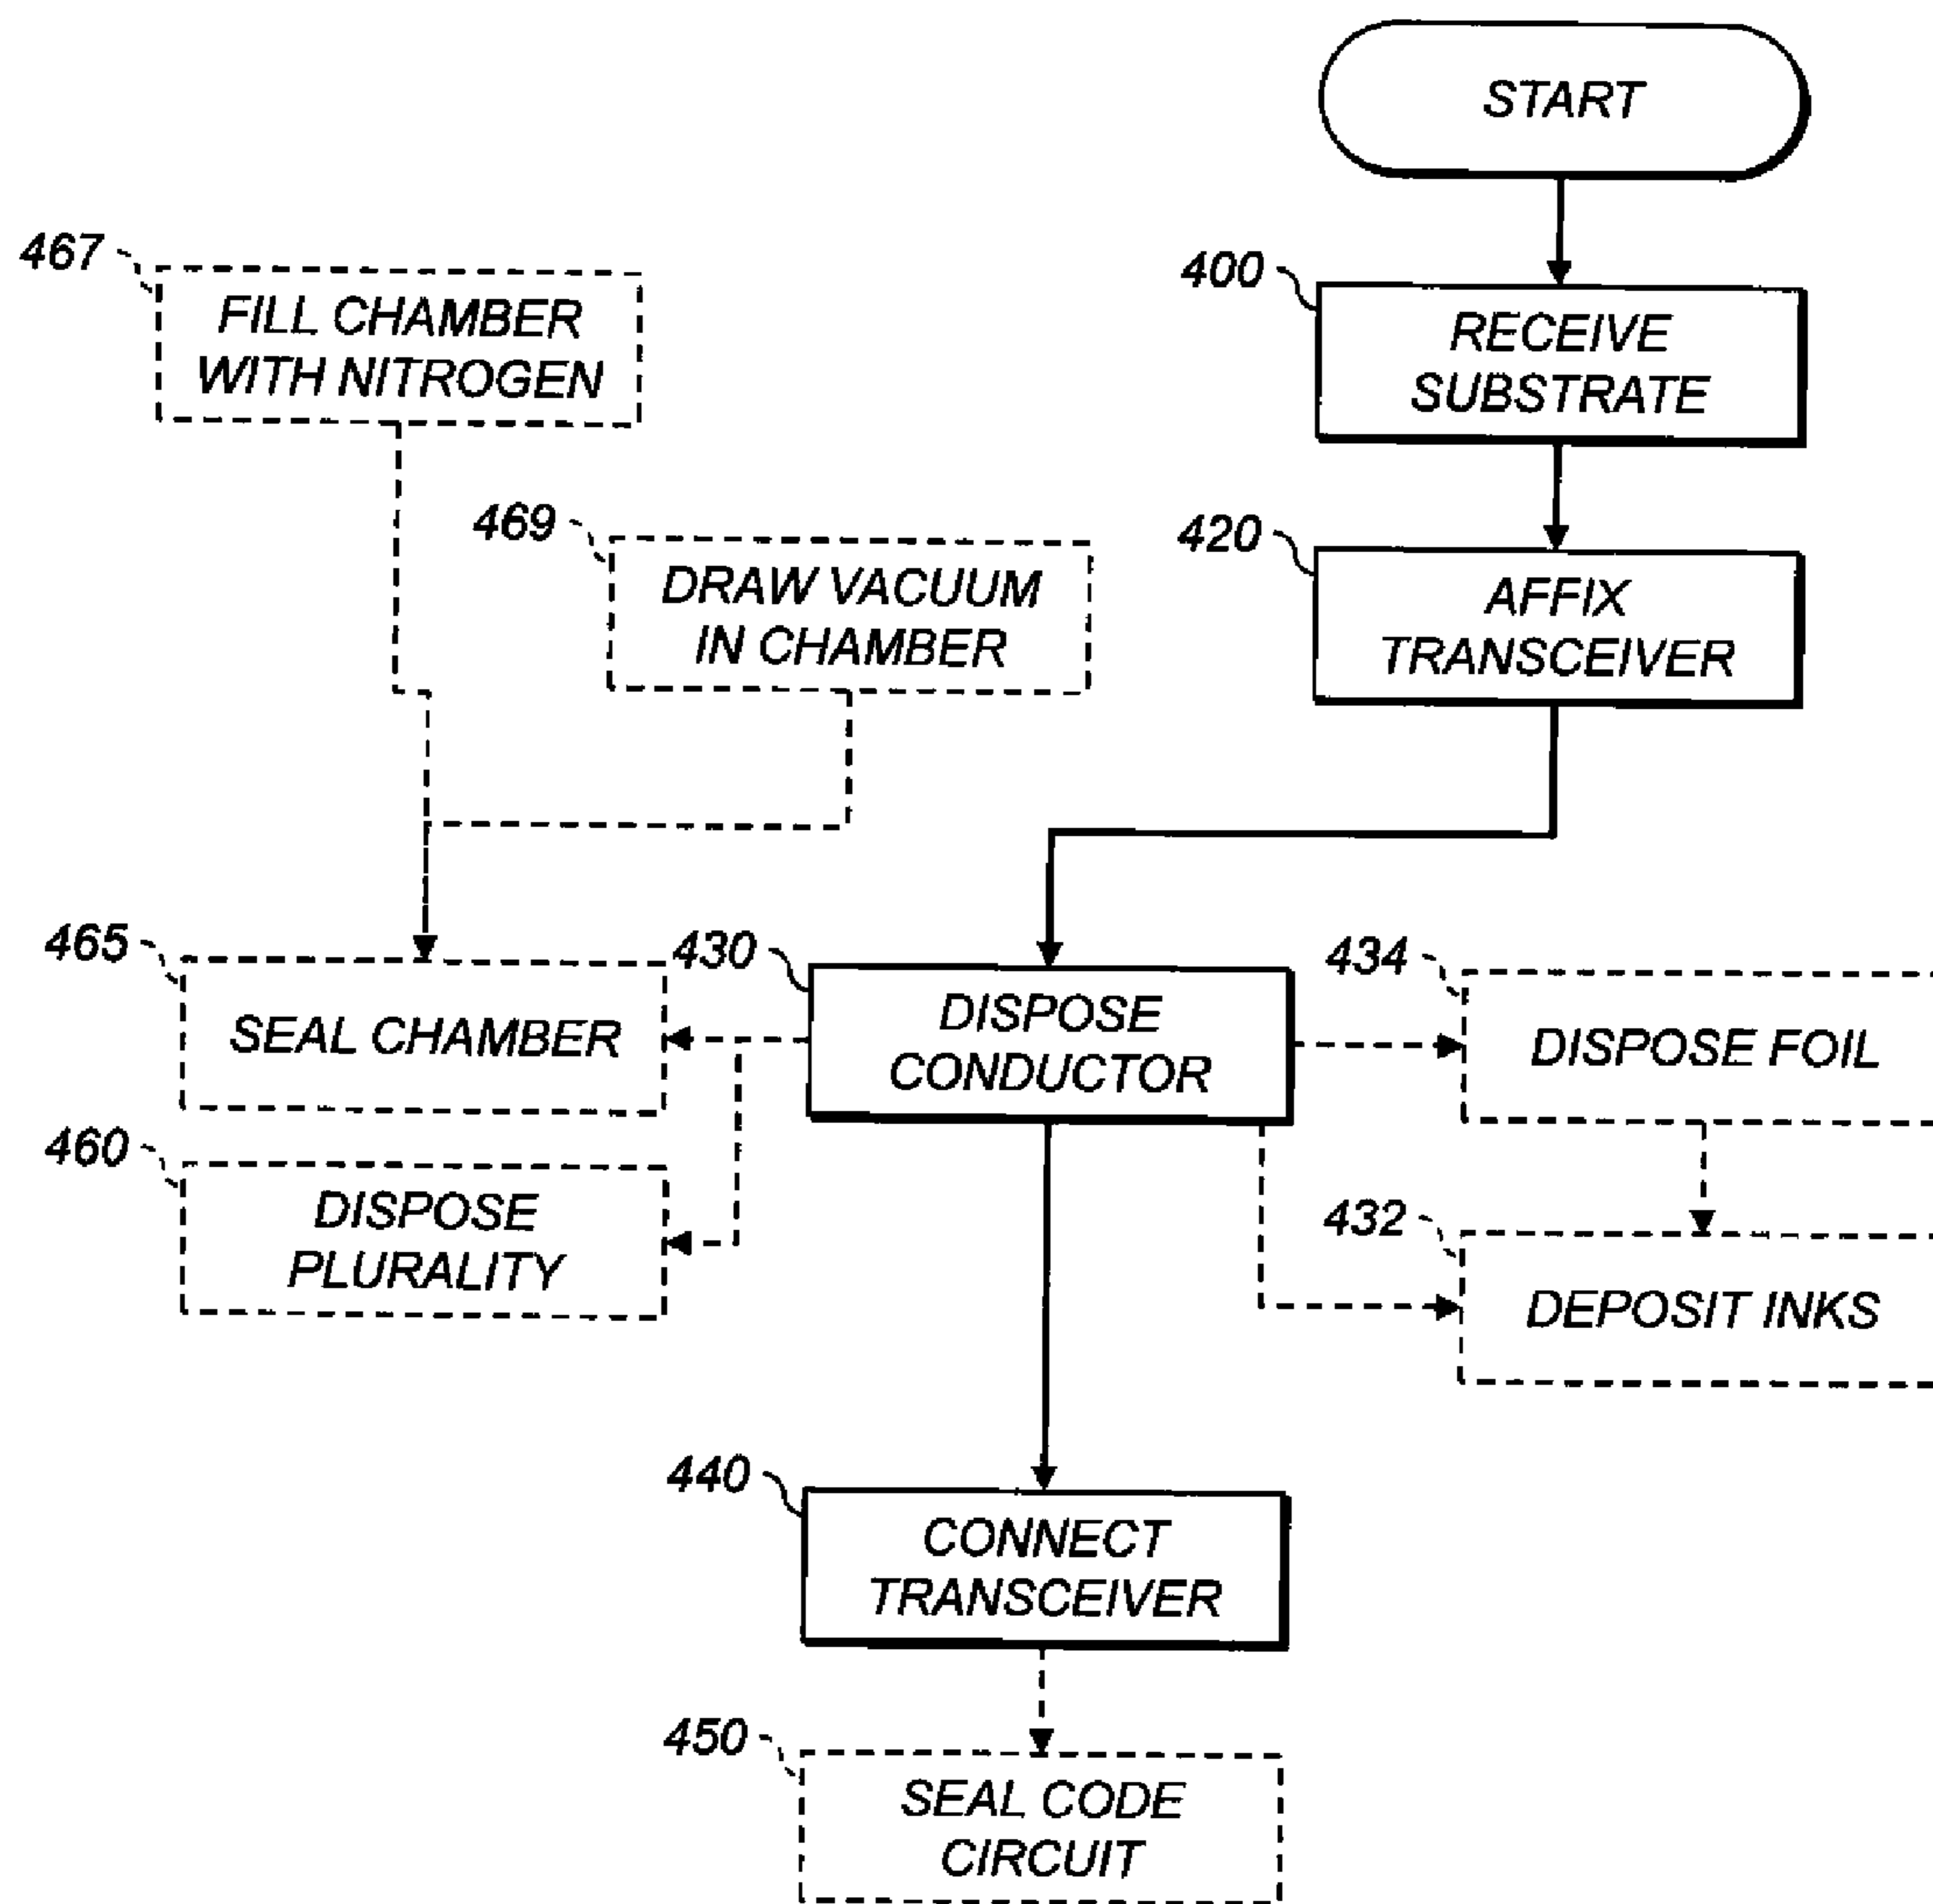 START
400
RECEIVE
SUBSTRATE
467
FILL CHAMBER
WITH NITROGEN
469
DRAW VACUUM
IN CHAMBER
420
AFFIX
TRANSCEIVER
465
SEAL CHAMBER
430
DISPOSE
CONDUCTOR
434
DISPOSE FOIL
460
DISPOSE
PLURALITY
432
DEPOSIT INKS
440
CONNECT
TRANSCEIVER
450
SEAL CODE
CIRCUIT